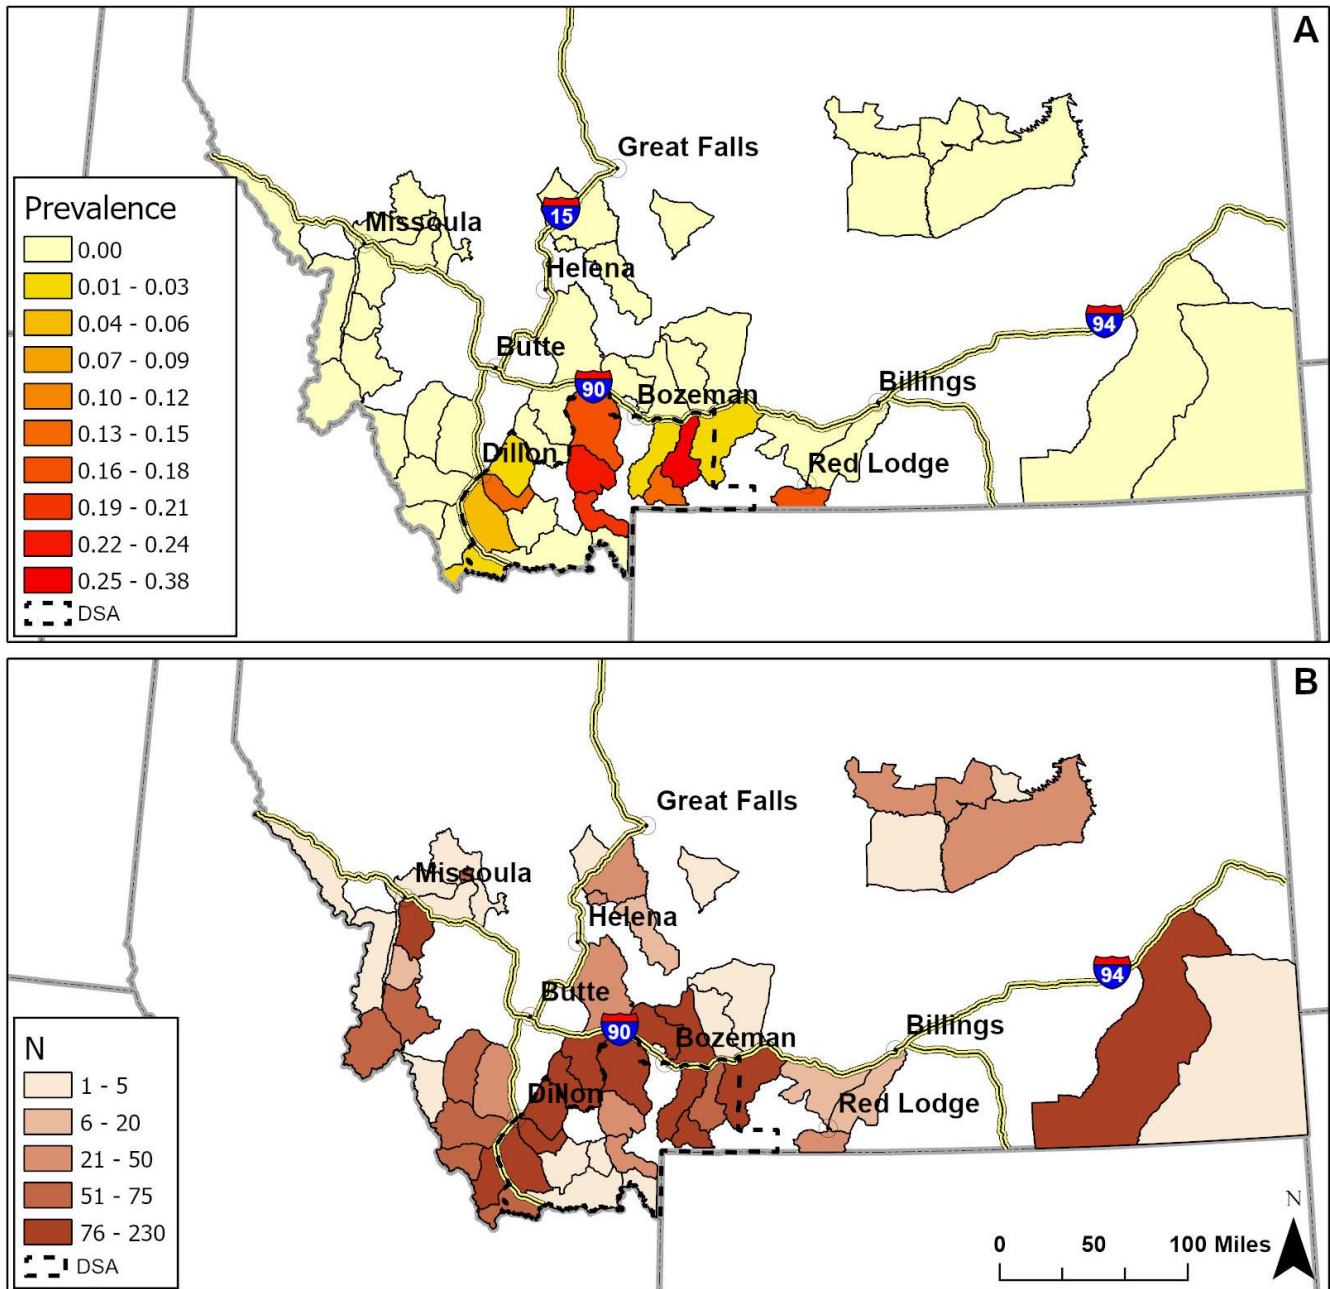 A
Great Falls
15
Missoula
Helena
Prevalence
0.00
0.01 - 0.03
0.04 - 0.06
0.07 - 0.09
0.10 - 0.12
0.13 - 0.15
0.16 - 0.18
0.19 - 0.21
0.22 - 0.24
0.25 - 0.38
DSA
94
Butte
90
Bozeman
Billings
Dillon
Red Lodge
B
Great Falls
Missoula
Helena
94
Butte
90
Bozeman
Billings
Dillon
Red Lodge
N
1 - 5
6 - 20
21 - 50
51 - 75
76 - 230
DSA
N
0 50 100 Miles